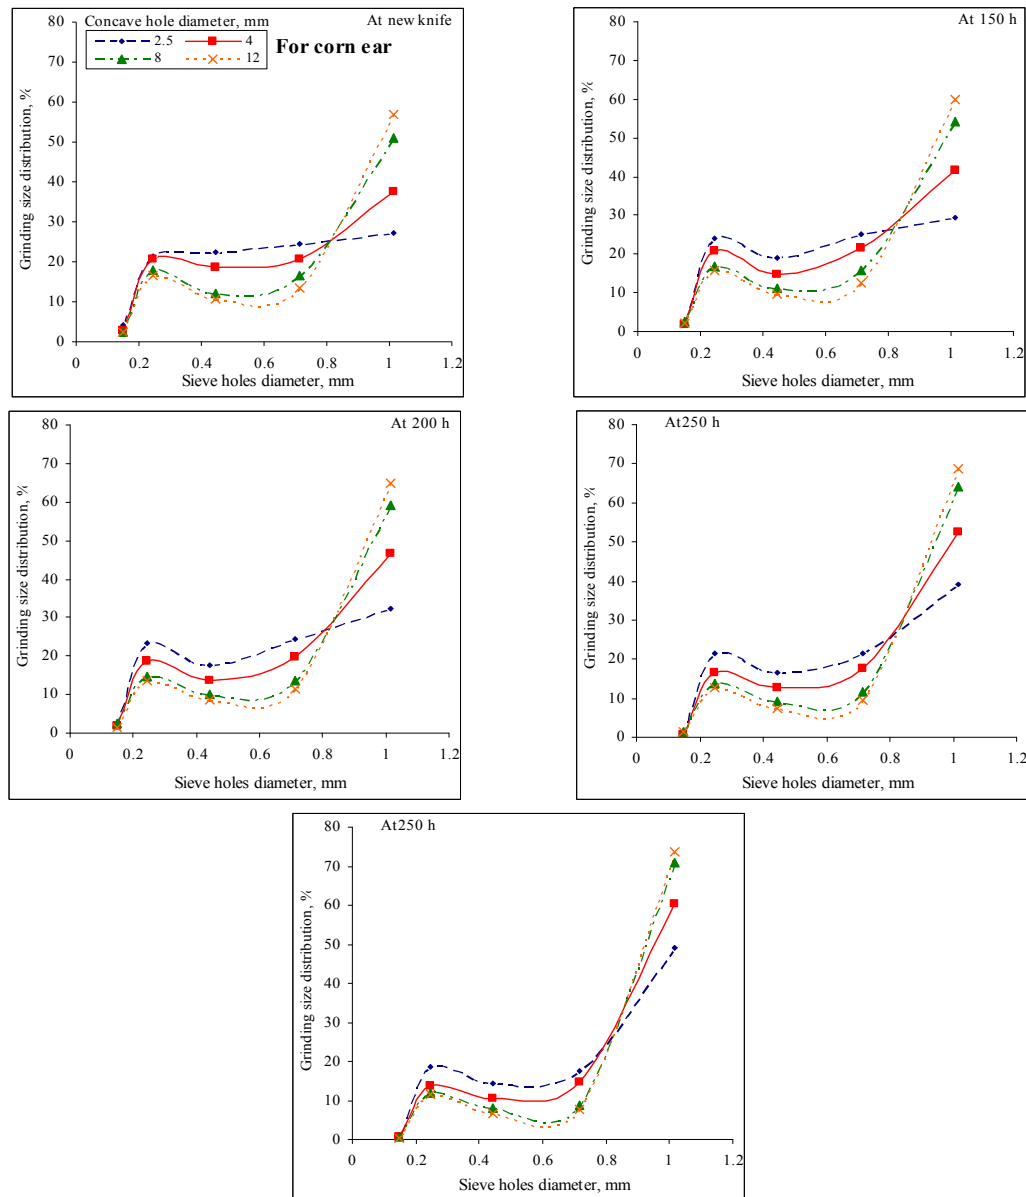 Concave hole diameter, mm
2.5
4
8
12
For corn ear
At new knife
Grinding size distribution, %
80
70
60
50
40
30
20
10
0
0 0.2 0.4 0.6 0.8 1 1.2
Sieve holes diameter, mm
At 150 h
Grinding size distribution, %
80
70
60
50
40
30
20
10
0
0 0.2 0.4 0.6 0.8 1 1.2
Sieve holes diameter, mm
At 200 h
Grinding size distribution, %
80
70
60
50
40
30
20
10
0
0 0.2 0.4 0.6 0.8 1 1.2
Sieve holes diameter, mm
At250 h
Grinding size distribution, %
80
70
60
50
40
30
20
10
0
0 0.2 0.4 0.6 0.8 1 1.2
Sieve holes diameter, mm
At250 h
Grinding size distribution, %
80
70
60
50
40
30
20
10
0
0 0.2 0.4 0.6 0.8 1 1.2
Sieve holes diameter, mm